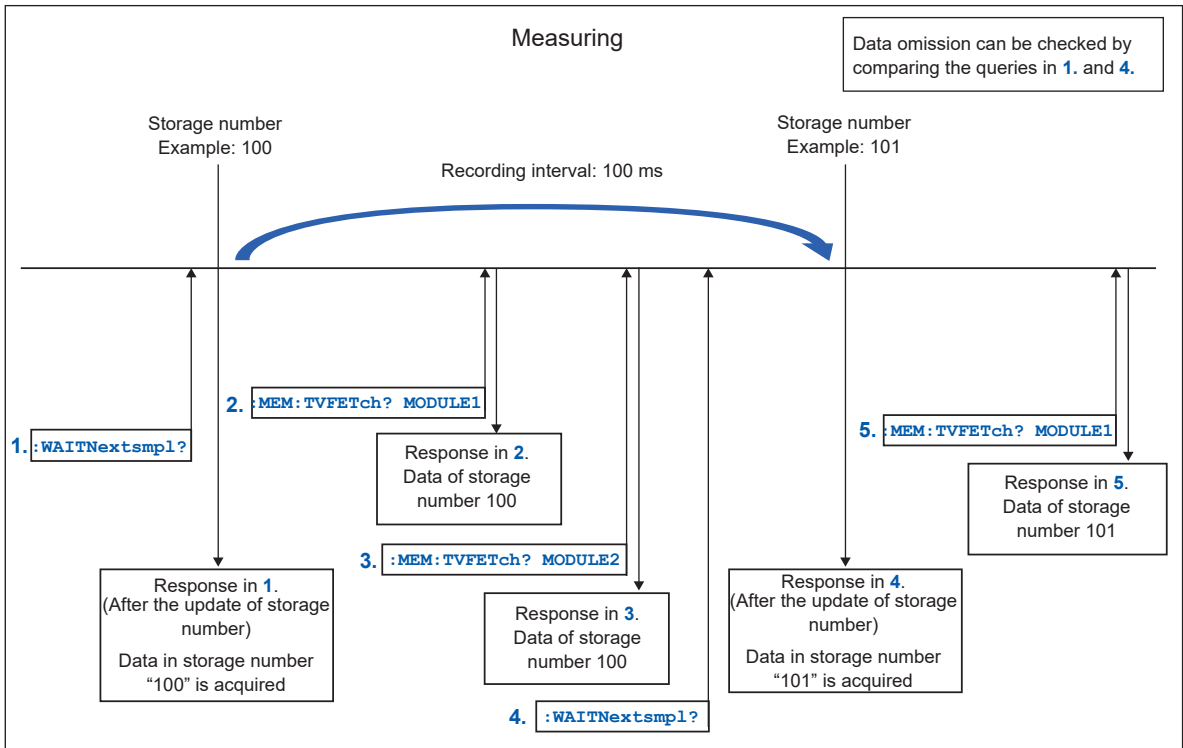 Measuring
Data omission can be checked by
comparing the queries in 1. and 4.
Storage number
Example: 100
Storage number
Example: 101
Recording interval: 100 ms
1. :WAITNextsmpl?
2. :MEM:TVFETch? MODULE1
Response in 2.
Data of storage
number 100
5. :MEM:TVFETch? MODULE1
Response in 5.
Data of storage
number 101
3. :MEM:TVFETch? MODULE2
Response in 1.
(After the update of storage
number)
Data in storage number
“100” is acquired
Response in 3.
Data of storage
number 100
Response in 4.
(After the update of storage
number)
Data in storage number
“101” is acquired
4. :WAITNextsmpl?